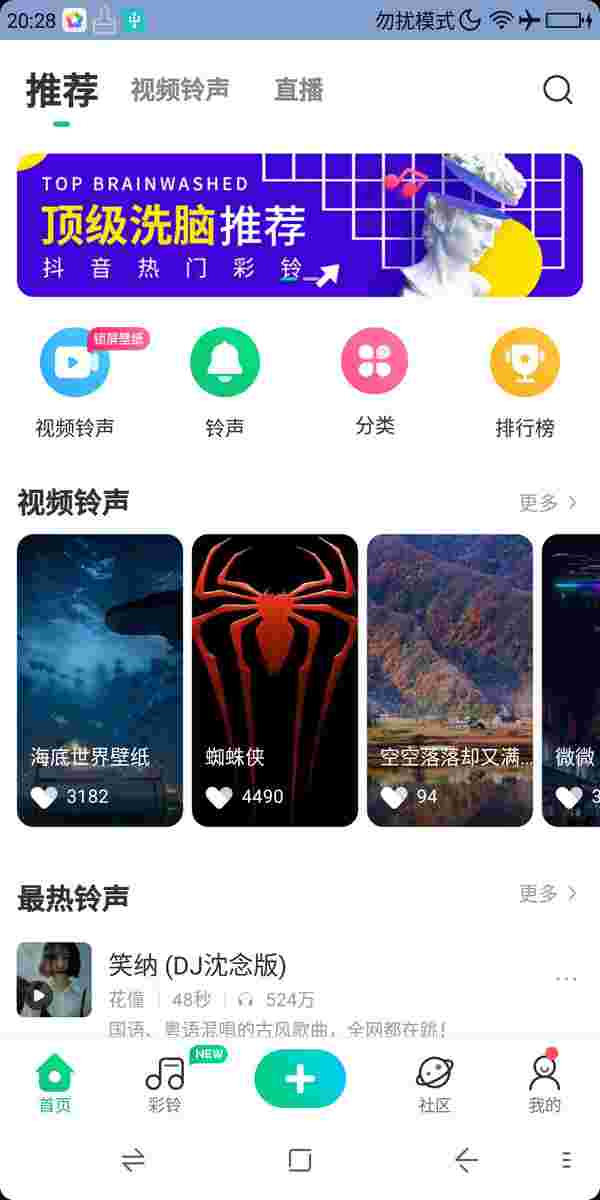 20:28 勿扰模式
推荐 视频铃声 直播
TOP BRAINWASHED
顶级洗脑推荐
抖音热门彩铃
锁屏壁纸
视频铃声 铃声 分类 排行榜
视频铃声 更多
海底世界壁纸 蜘蛛侠 空空落落却又满... 微微
3182 4490 94 3
最热铃声 更多
笑纳 (DJ沈念版)
花僮 48秒 524万
国语、粤语混唱的古风歌曲，全网都在跳！
NEW
首页 彩铃 社区 我的